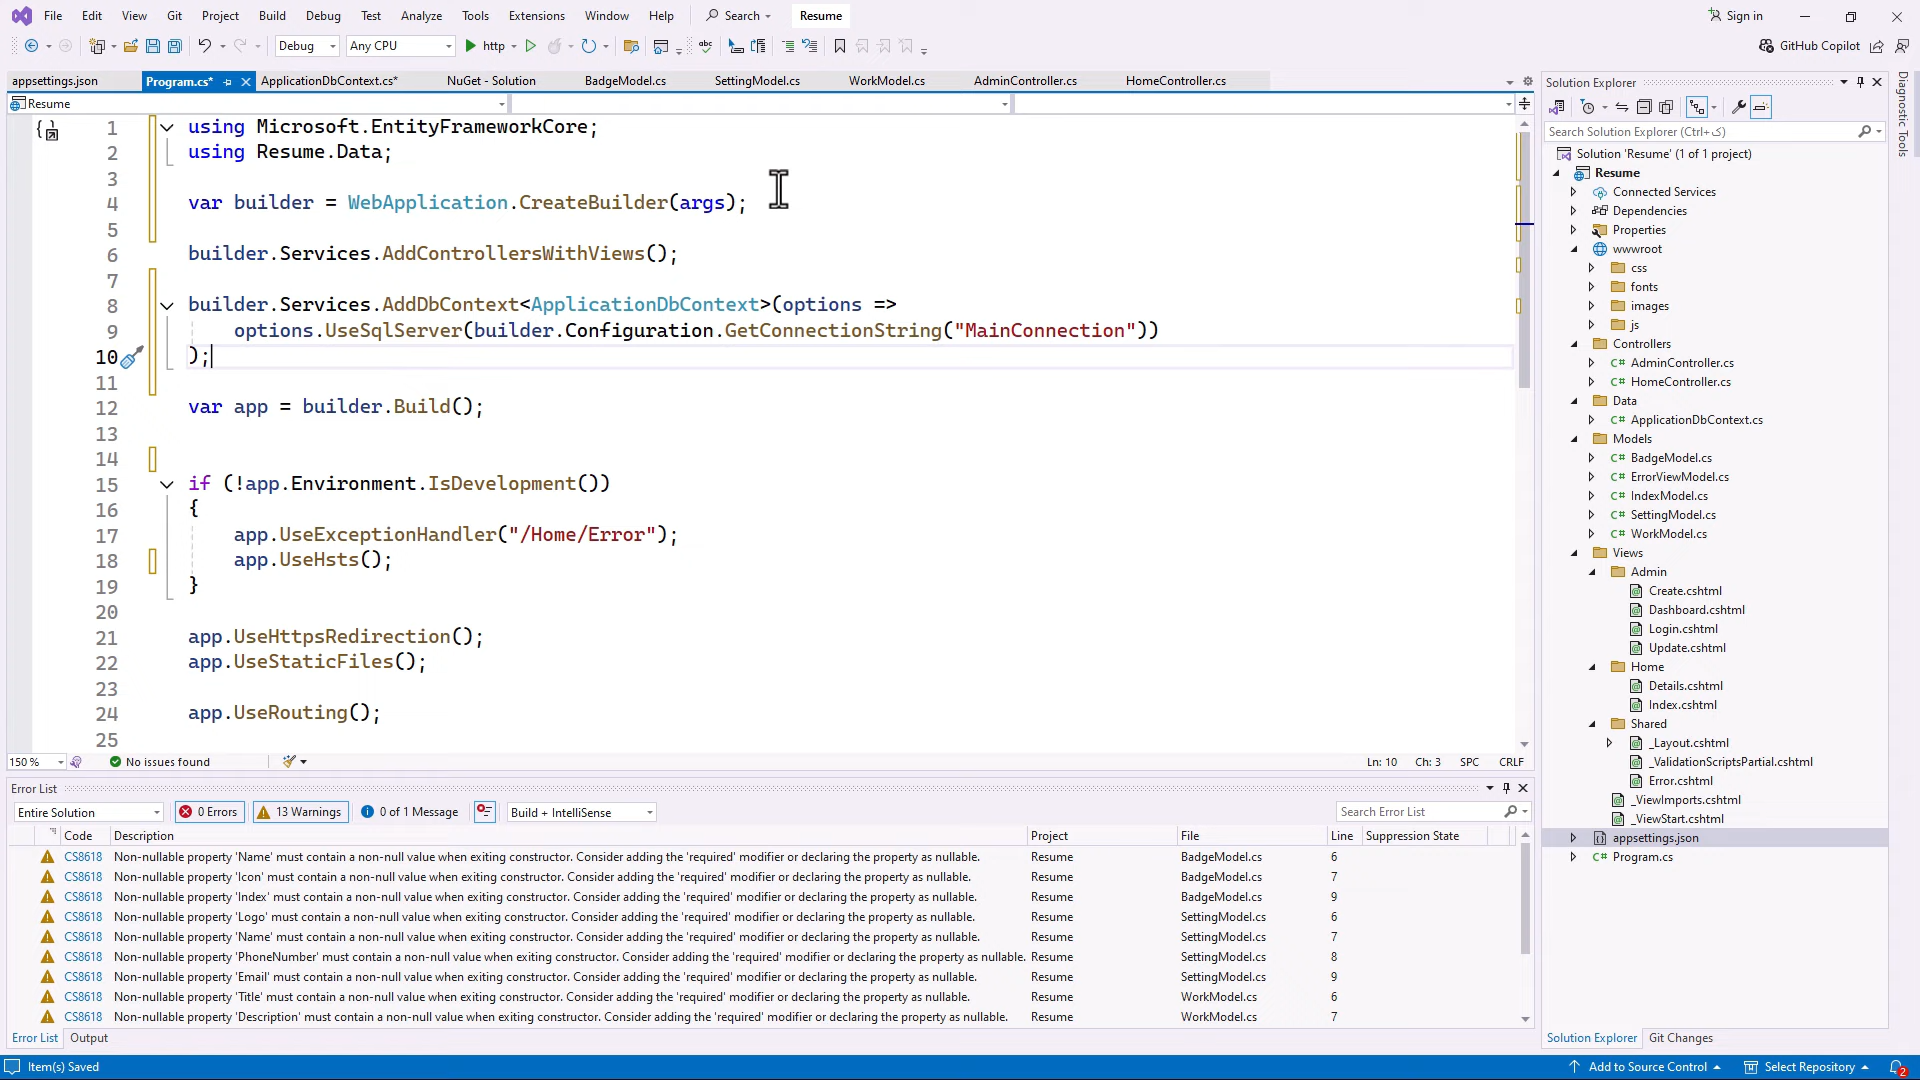 File Edit View Git Project Build Debug Test Analyze Tools Extensions Window Help Search Resume Sign in
Debug Any CPU http GitHub Copilot
appsettings.json Program.cs* ApplicationDbContext.cs* NuGet - Solution BadgeModel.cs SettingModel.cs WorkModel.cs AdminController.cs HomeController.cs
Resume
1 using Microsoft.EntityFrameworkCore;
2 using Resume.Data;
3
4 var builder = WebApplication.CreateBuilder(args);
5
6 builder.Services.AddControllersWithViews();
7
8 builder.Services.AddDbContext<ApplicationDbContext>(options =>
9 options.UseSqlServer(builder.Configuration.GetConnectionString("MainConnection"))
10 );
11
12 var app = builder.Build();
13
14
15 if (!app.Environment.IsDevelopment())
16 {
17 app.UseExceptionHandler("/Home/Error");
18 app.UseHsts();
19 }
20
21 app.UseHttpsRedirection();
22 app.UseStaticFiles();
23
24 app.UseRouting();
25
150 % No issues found Ln: 10 Ch: 3 SPC CRLF
Error List
Entire Solution 0 Errors 13 Warnings 0 of 1 Message Build + IntelliSense Search Error List
Code Description Project File Line Suppression State
CS8618 Non-nullable property 'Name' must contain a non-null value when exiting constructor. Consider adding the 'required' modifier or declaring the property as nullable. Resume BadgeModel.cs 6
CS8618 Non-nullable property 'Icon' must contain a non-null value when exiting constructor. Consider adding the 'required' modifier or declaring the property as nullable. Resume BadgeModel.cs 7
CS8618 Non-nullable property 'Index' must contain a non-null value when exiting constructor. Consider adding the 'required' modifier or declaring the property as nullable. Resume BadgeModel.cs 9
CS8618 Non-nullable property 'Logo' must contain a non-null value when exiting constructor. Consider adding the 'required' modifier or declaring the property as nullable. Resume SettingModel.cs 6
CS8618 Non-nullable property 'Name' must contain a non-null value when exiting constructor. Consider adding the 'required' modifier or declaring the property as nullable. Resume SettingModel.cs 7
CS8618 Non-nullable property 'PhoneNumber' must contain a non-null value when exiting constructor. Consider adding the 'required' modifier or declaring the property as nullable. Resume SettingModel.cs 8
CS8618 Non-nullable property 'Email' must contain a non-null value when exiting constructor. Consider adding the 'required' modifier or declaring the property as nullable. Resume SettingModel.cs 9
CS8618 Non-nullable property 'Title' must contain a non-null value when exiting constructor. Consider adding the 'required' modifier or declaring the property as nullable. Resume WorkModel.cs 6
CS8618 Non-nullable property 'Description' must contain a non-null value when exiting constructor. Consider adding the 'required' modifier or declaring the property as nullable. Resume WorkModel.cs 7
Error List Output
Solution Explorer
Search Solution Explorer (Ctrl+ک)
Solution 'Resume' (1 of 1 project)
Resume
Connected Services
Dependencies
Properties
wwwroot
css
fonts
images
js
Controllers
C# AdminController.cs
C# HomeController.cs
Data
C# ApplicationDbContext.cs
Models
C# BadgeModel.cs
C# ErrorViewModel.cs
C# IndexModel.cs
C# SettingModel.cs
C# WorkModel.cs
Views
Admin
Create.cshtml
Dashboard.cshtml
Login.cshtml
Update.cshtml
Home
Details.cshtml
Index.cshtml
Shared
_Layout.cshtml
_ValidationScriptsPartial.cshtml
Error.cshtml
_ViewImports.cshtml
_ViewStart.cshtml
appsettings.json
C# Program.cs
Solution Explorer Git Changes
Diagnostic Tools
Item(s) Saved Add to Source Control Select Repository 2